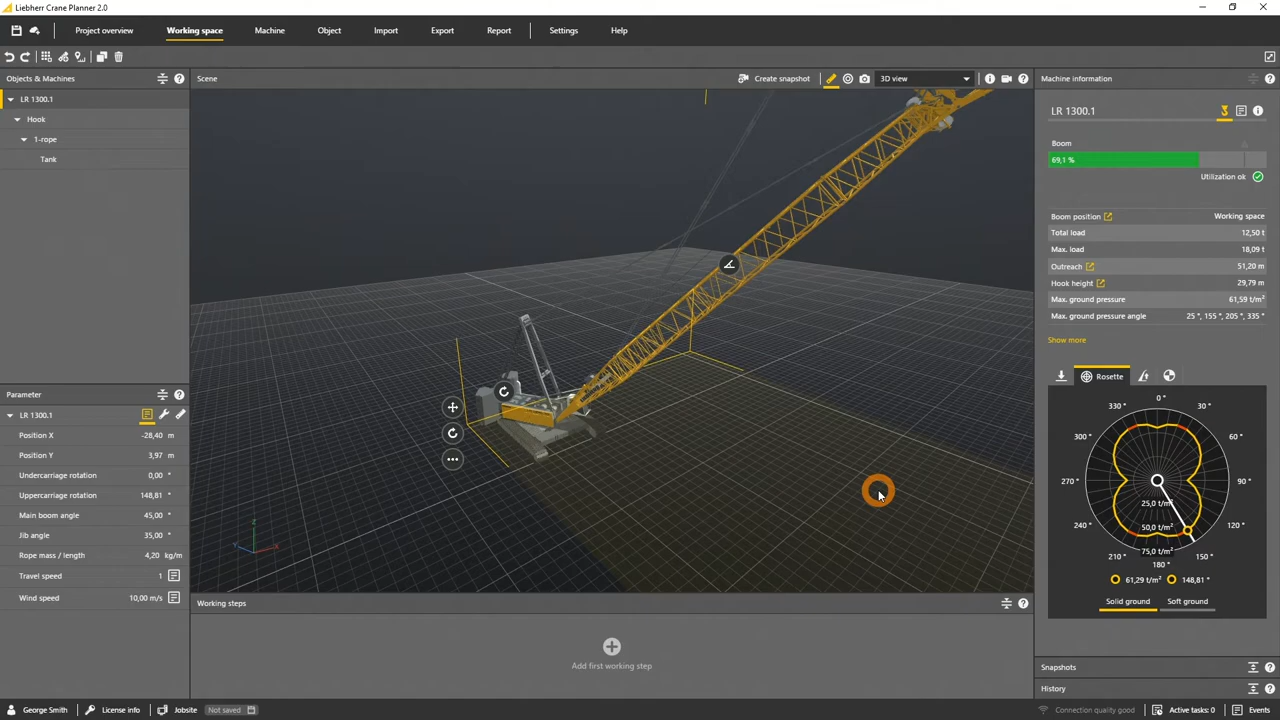 Liebherr Crane Planner 2.0
Project overview Working space Machine Object Import Export Report Settings Help
Objects & Machines
LR 1300.1
Hook
1-rope
Tank
Scene Create snapshot 3D view
Machine information
LR 1300.1
Boom
69,1 %
Utilization ok
Boom position Working space
Total load 12,50 t
Max. load 18,09 t
Outreach 51,20 m
Hook height 29,79 m
Max. ground pressure 61,59 t/m²
Max. ground pressure angle 25 °, 155 °, 205 °, 335 °
Show more
Rosette
0°
330° 30°
300° 60°
270° 90°
25,0 t/m²
240° 120°
50,0 t/m²
75,0 t/m²
210° 150°
180°
61,29 t/m² 148,81 °
Solid ground Soft ground
Parameter
LR 1300.1
Position X -28,40 m
Position Y 3,97 m
Undercarriage rotation 0,00 °
Uppercarriage rotation 148,81 °
Main boom angle 45,00 °
Jib angle 35,00 °
Rope mass / length 4,20 kg/m
Travel speed 1
Wind speed 10,00 m/s
Z
Y X
Working steps
Add first working step
Snapshots
History
George Smith License info Jobsite Not saved Connection quality good Active tasks: 0 Events